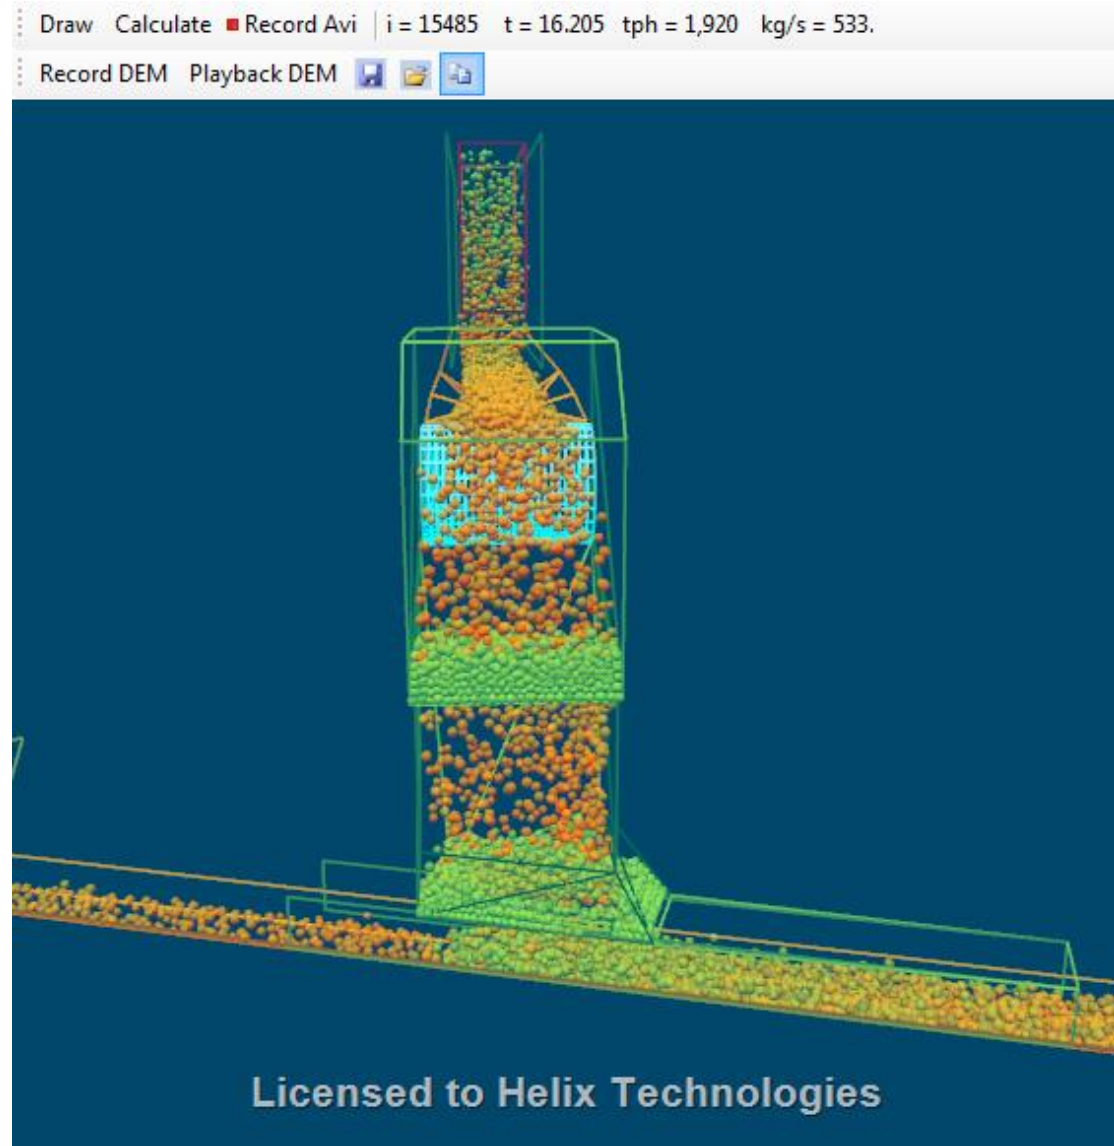 Draw Calculate Record Avi i = 15485 t = 16.205 tph = 1,920 kg/s = 533.
Record DEM Playback DEM
Licensed to Helix Technologies